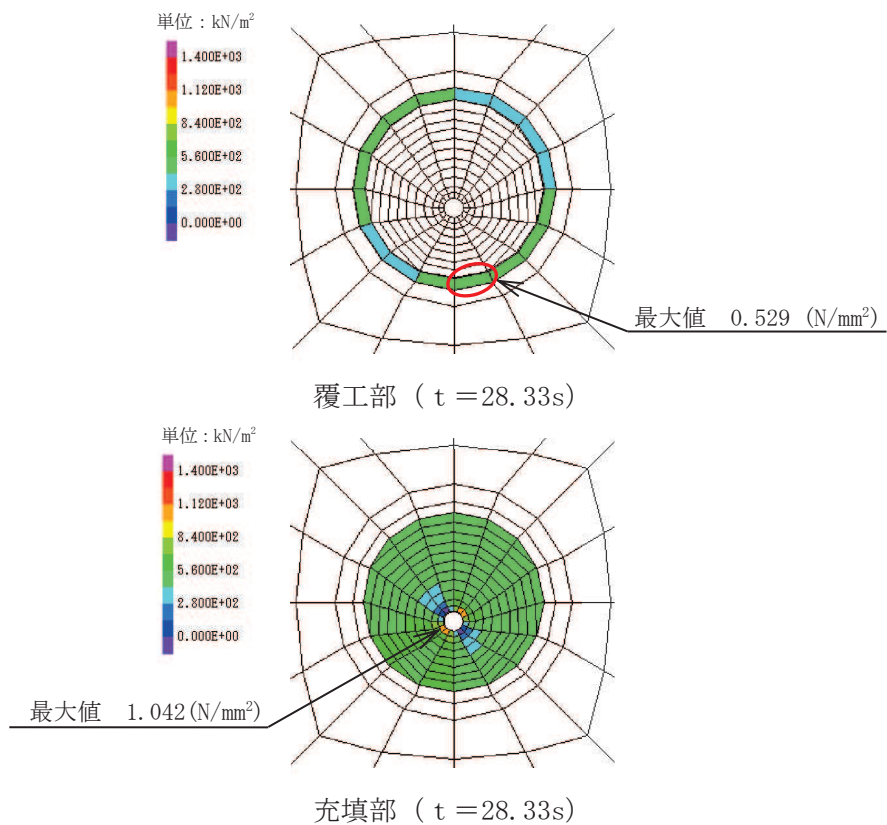 単位：kN/m²
1.400E+03
1.120E+03
8.400E+02
5.600E+02
2.800E+02
0.000E+00
最大値　0.529 (N/mm²)
覆工部 ( t ＝28.33s)
単位：kN/m²
1.400E+03
1.120E+03
8.400E+02
5.600E+02
2.800E+02
0.000E+00
最大値　1.042(N/mm²)
充填部 ( t ＝28.33s)